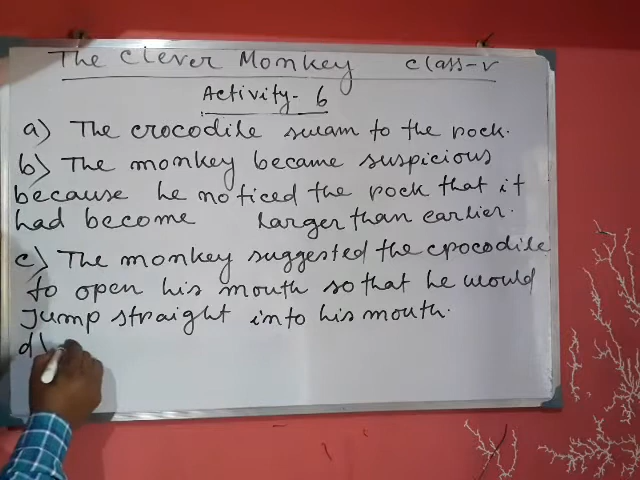 The Clever Monkey class-v
Activity-6
a) The crocodile swam to the rock.
b) The monkey became suspicious
because he noticed the rock that it
had become larger than earlier.
c) The monkey suggested the crocodile
to open his mouth so that he would
Jump straight into his mouth.
d)